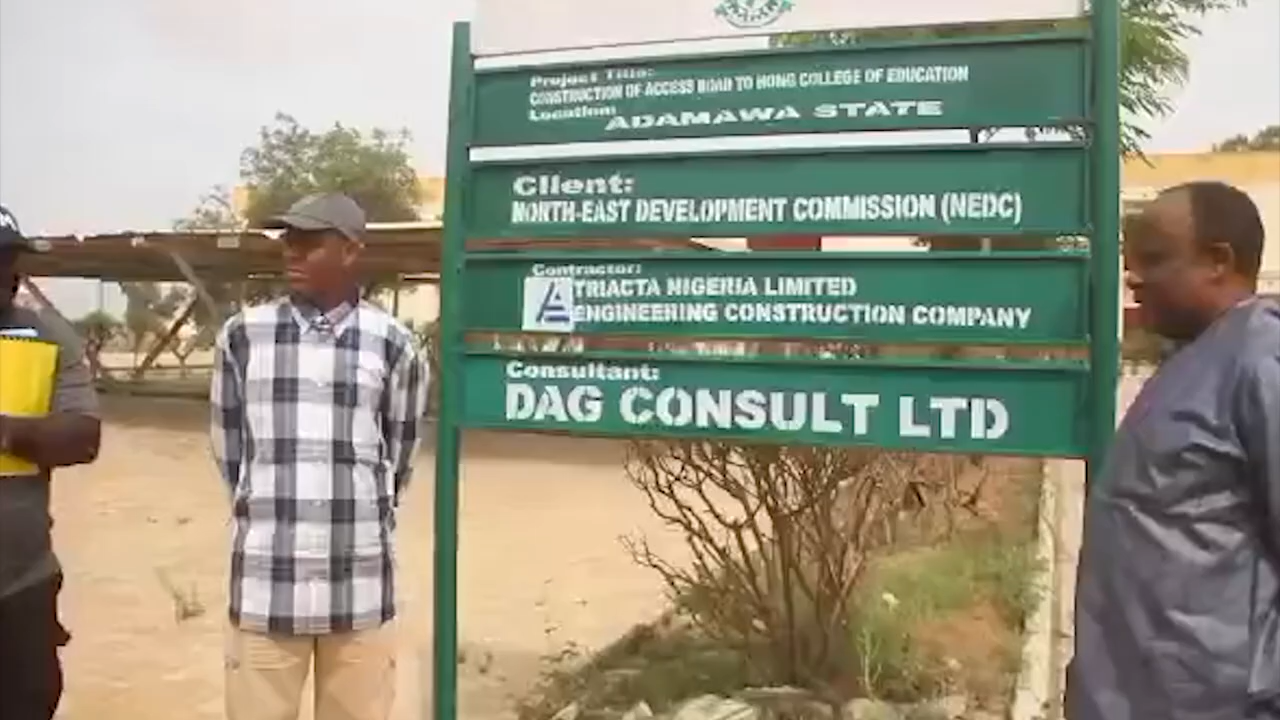 Project Title:
CONSTRUCTION OF ACCESS ROAD TO HONG COLLEGE OF EDUCATION
Location:
ADAMAWA STATE
Client:
NORTH-EAST DEVELOPMENT COMMISSION (NEDC)
Contractor:
TRIACTA NIGERIA LIMITED
ENGINEERING CONSTRUCTION COMPANY
Consultant:
DAG CONSULT LTD